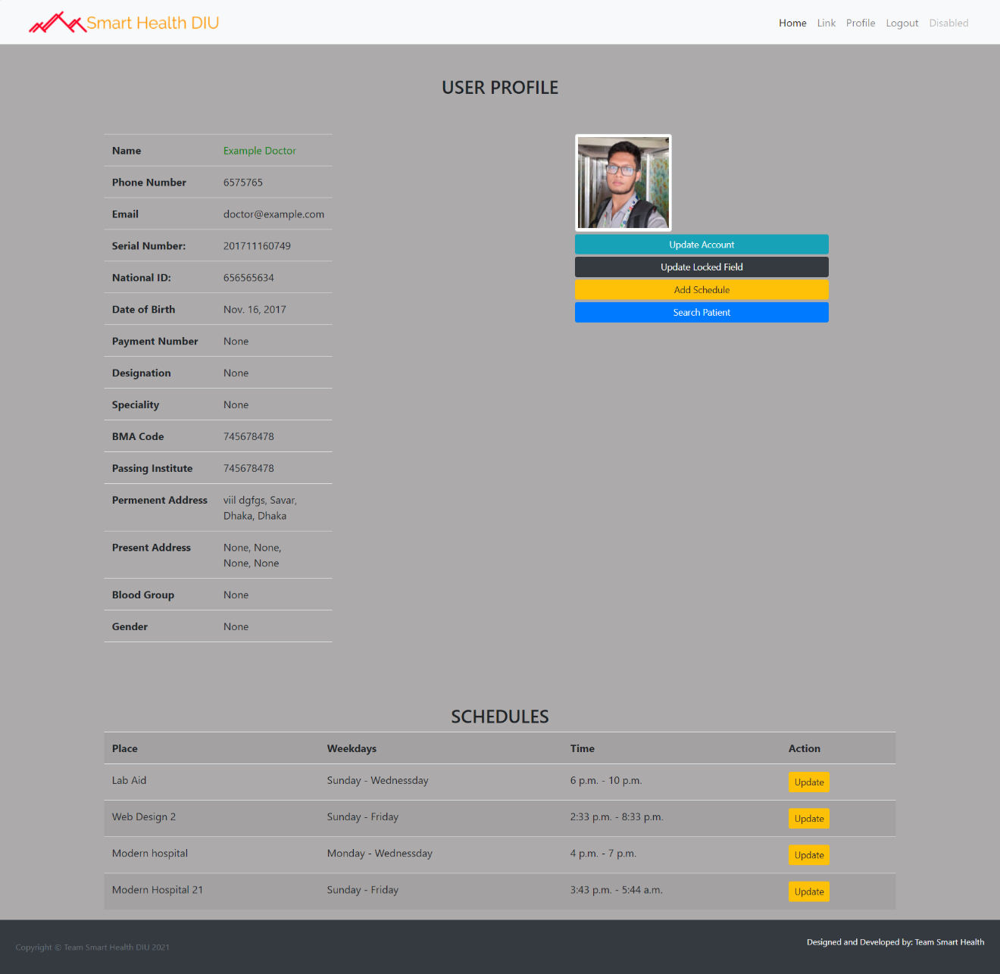 Smart Health DIU
Home Link Profile Logout Disabled
USER PROFILE
Name Example Doctor
Phone Number 6575765
Email doctor@example.com
Serial Number: 201711160749
National ID: 656565634
Date of Birth Nov. 16, 2017
Payment Number None
Designation None
Speciality None
BMA Code 745678478
Passing Institute 745678478
Permenent Address viil dgfgs, Savar,
Dhaka, Dhaka
Present Address None, None,
None, None
Blood Group None
Gender None
Update Account
Update Locked Field
Add Schedule
Search Patient
SCHEDULES
Place Weekdays Time Action
Lab Aid Sunday - Wednessday 6 p.m. - 10 p.m. Update
Web Design 2 Sunday - Friday 2:33 p.m. - 8:33 p.m. Update
Modern hospital Monday - Wednessday 4 p.m. - 7 p.m. Update
Modern Hospital 21 Sunday - Friday 3:43 p.m. - 5:44 a.m. Update
Copyright © Team Smart Health DIU 2021
Designed and Developed by: Team Smart Health